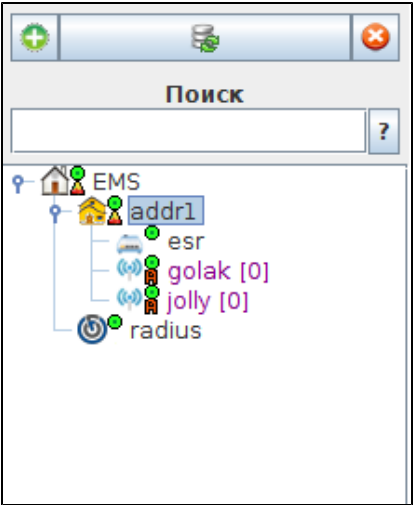 Поиск
?
EMS
addr1
esr
golak [0]
jolly [0]
radius